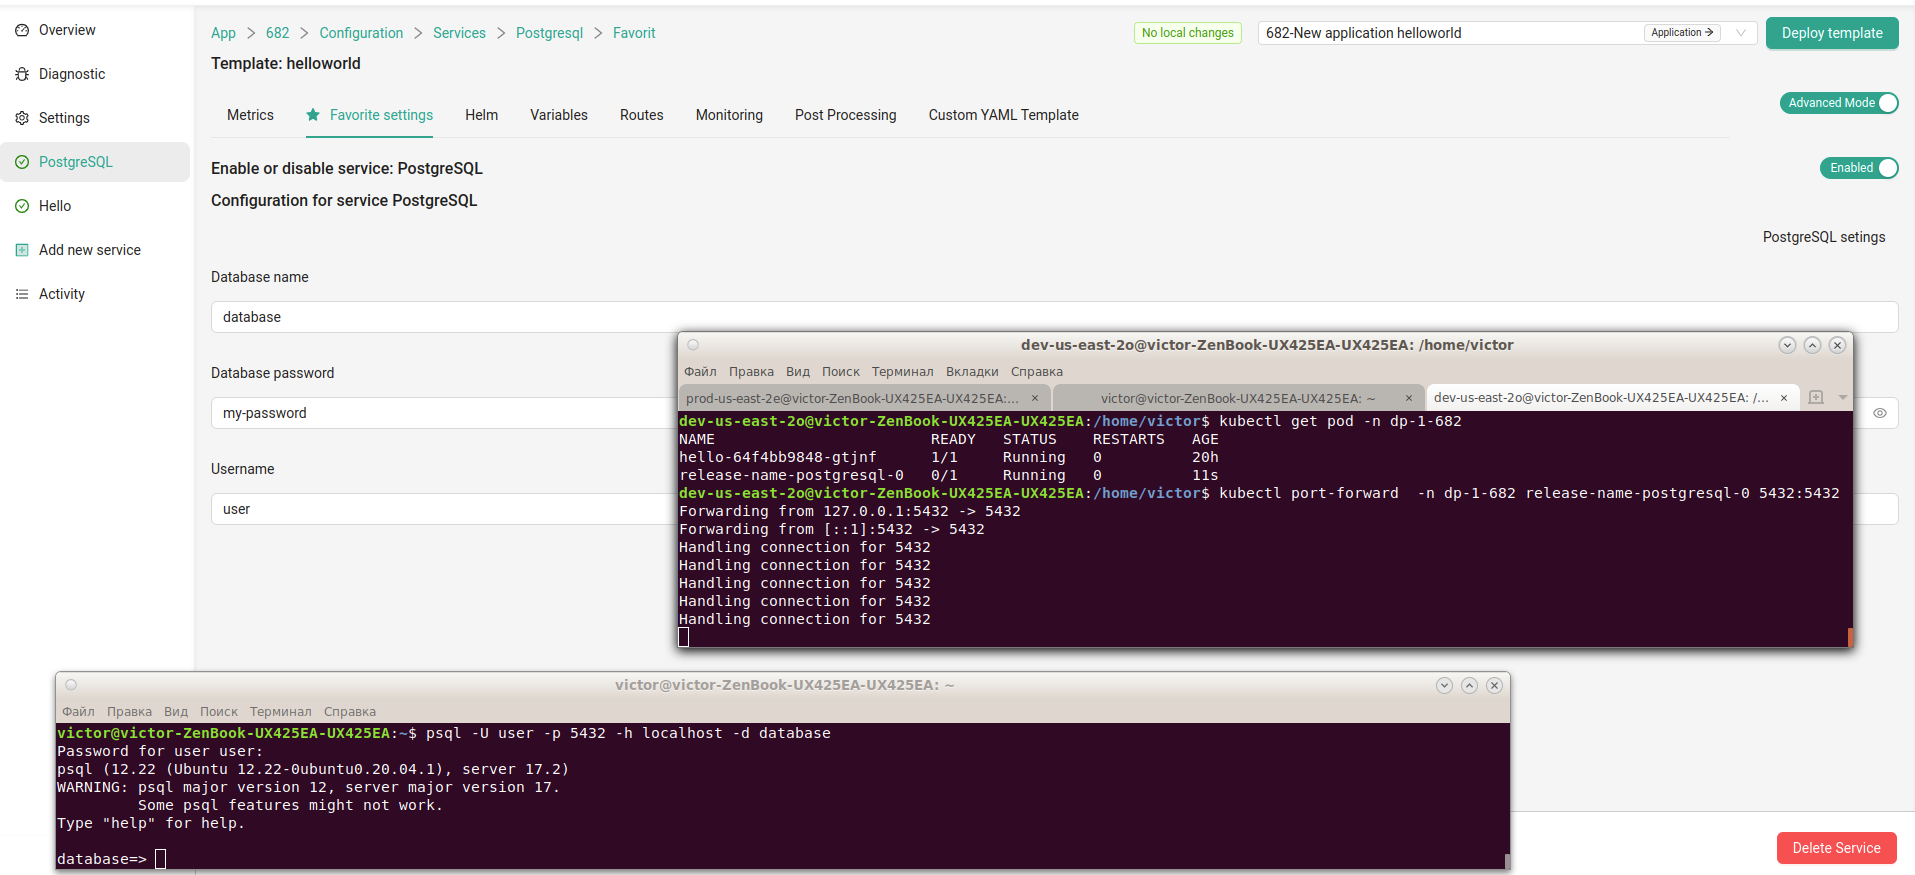 Overview
Diagnostic
Settings
PostgreSQL
Hello
Add new service
Activity
App > 682 > Configuration > Services > Postgresql > Favorit
No local changes
682-New application helloworld
Application →
Deploy template
Template: helloworld
Metrics Favorite settings Helm Variables Routes Monitoring Post Processing Custom YAML Template
Advanced Mode
Enable or disable service: PostgreSQL
Enabled
Configuration for service PostgreSQL
PostgreSQL setings
Database name
database
Database password
my-password
Username
user
dev-us-east-2o@victor-ZenBook-UX425EA-UX425EA: /home/victor
Файл Правка Вид Поиск Терминал Вкладки Справка
prod-us-east-2e@victor-ZenBook-UX425EA-UX425EA:... × victor@victor-ZenBook-UX425EA-UX425EA: ~ × dev-us-east-2o@victor-ZenBook-UX425EA-UX425EA: /... ×
dev-us-east-2o@victor-ZenBook-UX425EA-UX425EA:/home/victor$ kubectl get pod -n dp-1-682
NAME READY STATUS RESTARTS AGE
hello-64f4bb9848-gtjnf 1/1 Running 0 20h
release-name-postgresql-0 0/1 Running 0 11s
dev-us-east-2o@victor-ZenBook-UX425EA-UX425EA:/home/victor$ kubectl port-forward  -n dp-1-682 release-name-postgresql-0 5432:5432
Forwarding from 127.0.0.1:5432 -> 5432
Forwarding from [::1]:5432 -> 5432
Handling connection for 5432
Handling connection for 5432
Handling connection for 5432
Handling connection for 5432
Handling connection for 5432
victor@victor-ZenBook-UX425EA-UX425EA: ~
Файл Правка Вид Поиск Терминал Справка
victor@victor-ZenBook-UX425EA-UX425EA:~$ psql -U user -p 5432 -h localhost -d database
Password for user user:
psql (12.22 (Ubuntu 12.22-0ubuntu0.20.04.1), server 17.2)
WARNING: psql major version 12, server major version 17.
Some psql features might not work.
Type "help" for help.
database=>
Delete Service